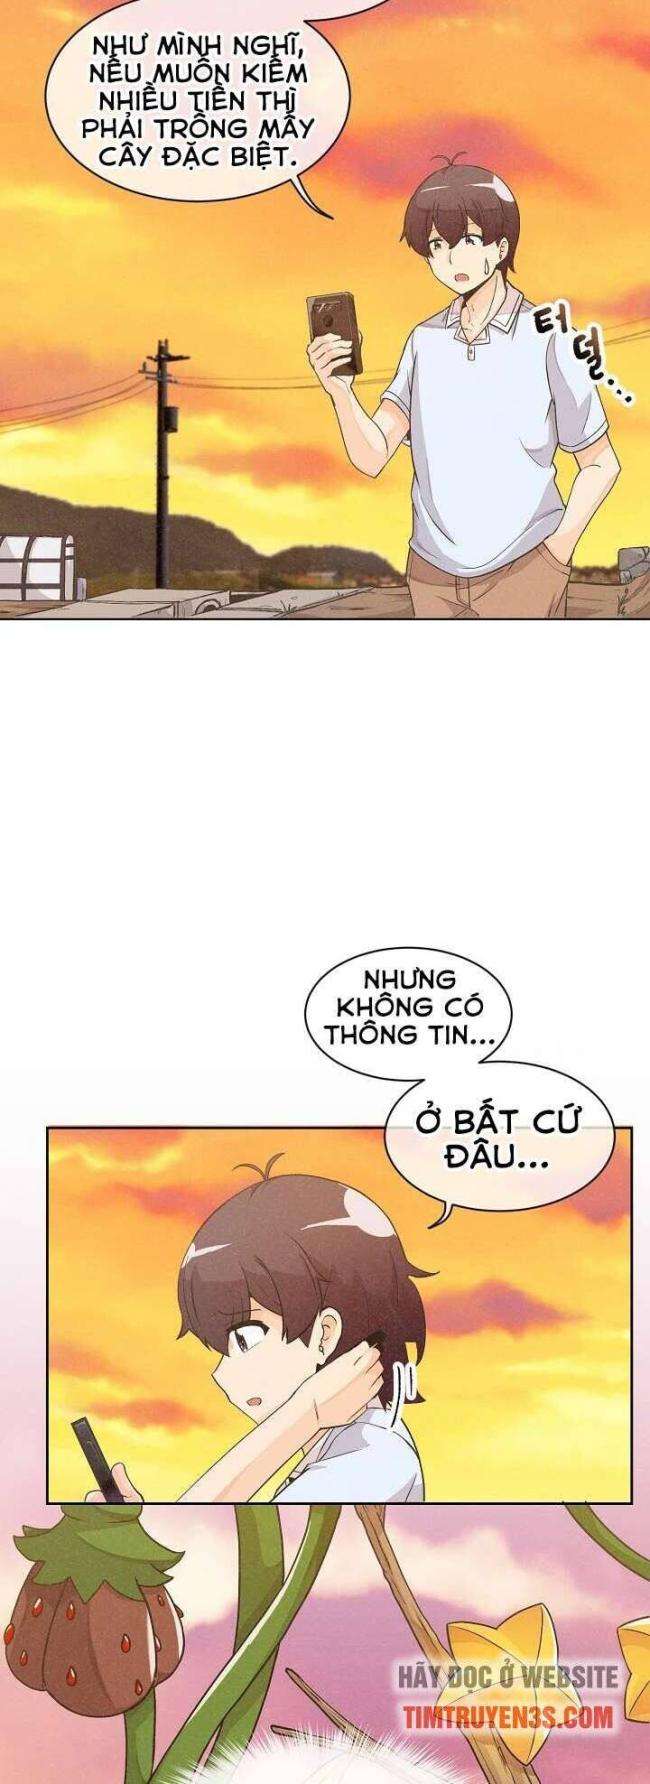 NHƯ MÌNH NGHĨ,
NẾU MUỐN KIẾM
NHIỀU TIỀN THÌ
PHẢI TRỒNG MẤY
CÂY ĐẶC BIỆT.
터덜...
NHƯNG
KHÔNG CÓ
THÔNG TIN...
Ở BẤT CỨ
ĐÂU...
HÃY ĐỌC Ở WEBSITE
TIMTRUYEN3S.COM